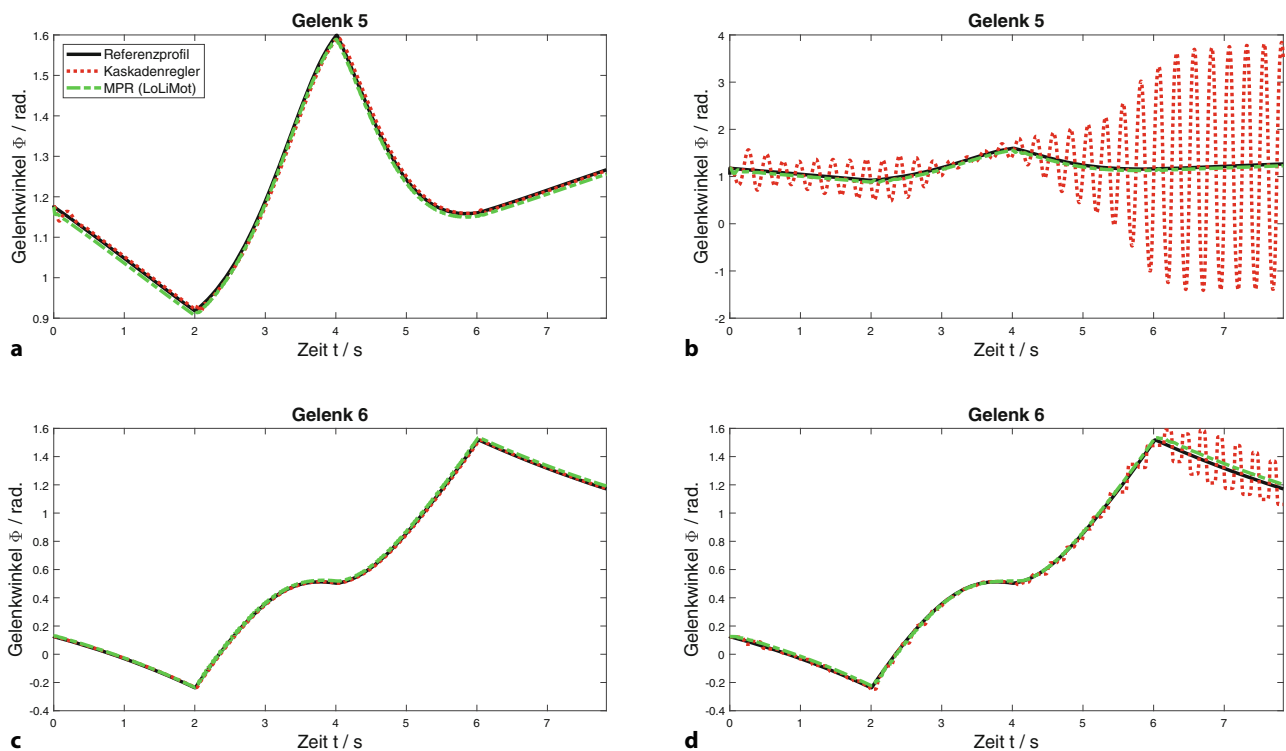 Gelenk 5
1.6
1.5
1.4
1.3
1.2
1.1
1
0.9
Gelenkwinkel Φ / rad.
Referenzprofil
Kaskadenregler
MPR (LoLiMot)
0 1 2 3 4 5 6 7
Zeit t / s
a
Gelenk 5
4
3
2
1
0
-1
-2
Gelenkwinkel Φ / rad.
0 1 2 3 4 5 6 7
Zeit t / s
b
Gelenk 6
1.6
1.4
1.2
1
0.8
0.6
0.4
0.2
0
-0.2
-0.4
Gelenkwinkel Φ / rad.
0 1 2 3 4 5 6 7
Zeit t / s
c
Gelenk 6
1.6
1.4
1.2
1
0.8
0.6
0.4
0.2
0
-0.2
-0.4
Gelenkwinkel Φ / rad.
0 1 2 3 4 5 6 7
Zeit t / s
d